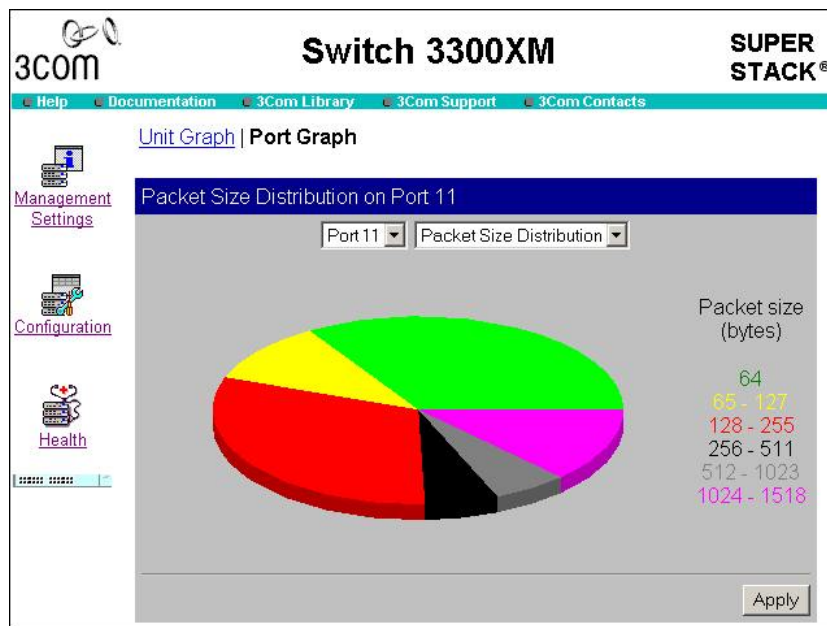 3COM
Switch 3300XM
SUPER
STACK®
Help Documentation 3Com Library 3Com Support 3Com Contacts
Unit Graph | Port Graph
Management
Settings
Configuration
Health
Packet Size Distribution on Port 11
Port 11 Packet Size Distribution
Packet size
(bytes)
64
65 - 127
128 - 255
256 - 511
512 - 1023
1024 - 1518
Apply